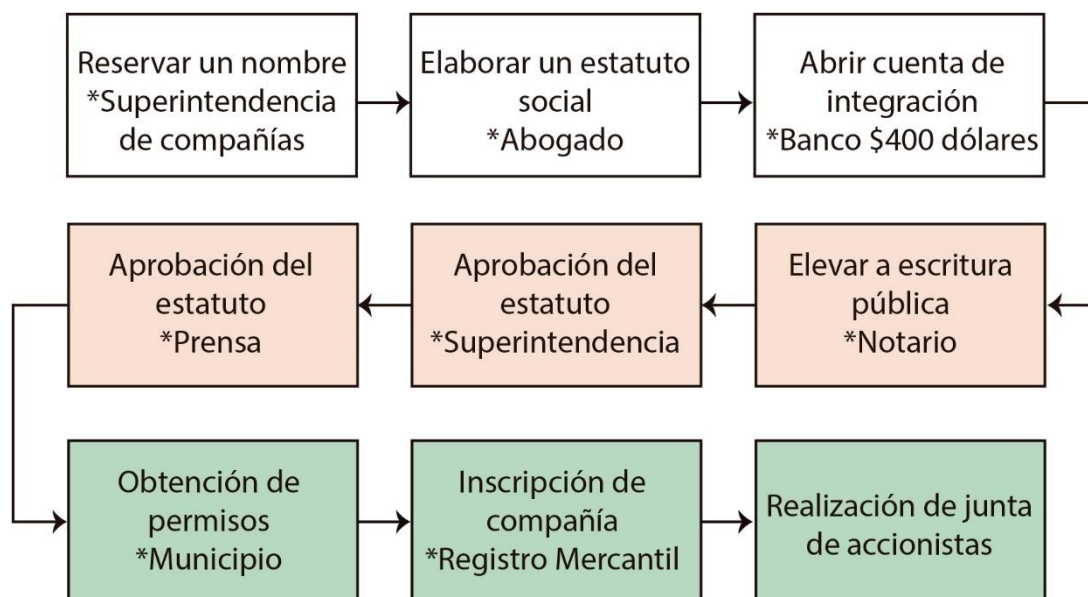 Reservar un nombre
*Superintendencia
de compañías
Elaborar un estatuto
social
*Abogado
Abrir cuenta de
integración
*Banco $400 dólares
Elevar a escritura
pública
*Notario
Aprobación del
estatuto
*Superintendencia
Aprobación del
estatuto
*Prensa
Obtención de
permisos
*Municipio
Inscripción de
compañía
*Registro Mercantil
Realización de junta
de accionistas